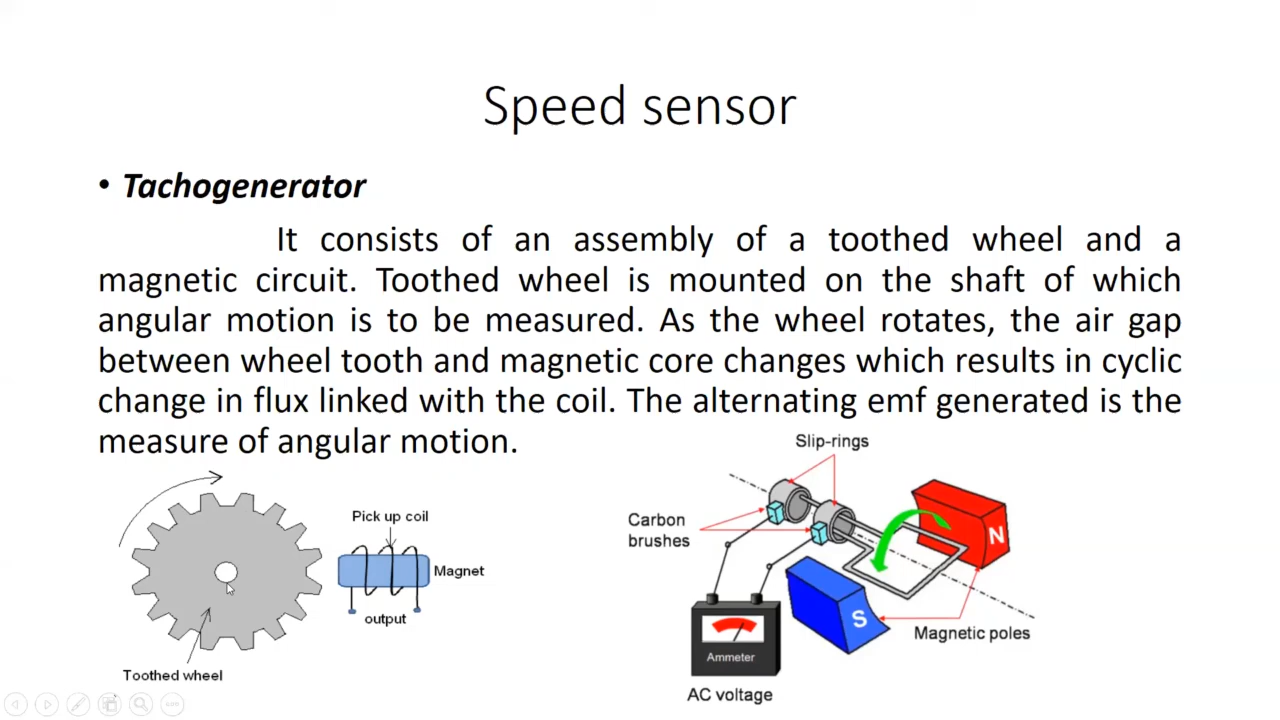 Speed sensor
• Tachogenerator
It consists of an assembly of a toothed wheel and a
magnetic circuit. Toothed wheel is mounted on the shaft of which
angular motion is to be measured. As the wheel rotates, the air gap
between wheel tooth and magnetic core changes which results in cyclic
change in flux linked with the coil. The alternating emf generated is the
measure of angular motion.
Pick up coil
Magnet
output
Toothed wheel
Slip-rings
Carbon
brushes
N
S
Magnetic poles
Ammeter
AC voltage